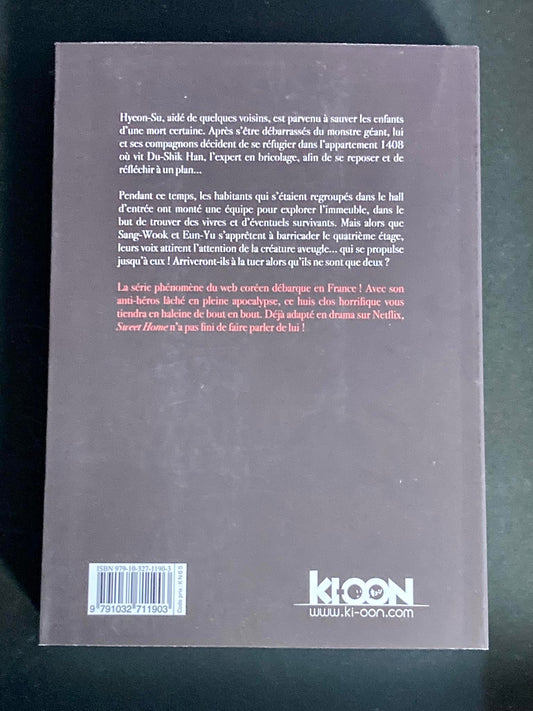 Hyeon-Su, aidé de quelques voisins, est parvenu à sauver les enfants
d'une mort certaine. Après s'être débarrassés du monstre géant, lui
et ses compagnons décident de se réfugier dans l'appartement 1408
où vit Du-Shik Han, l'expert en bricolage, afin de se reposer et de
réfléchir à un plan...
Pendant ce temps, les habitants qui s'étaient regroupés dans le hall
d'entrée ont monté une équipe pour explorer l'immeuble, dans le
but de trouver des vivres et d'éventuels survivants. Mais alors que
Sang-Wook et Eun-Yu s'apprêtent à barricader le quatrième étage,
leurs voix attirent l'attention de la créature aveugle... qui se propulse
jusqu'à eux ! Arriveront-ils à la tuer alors qu'ils ne sont que deux ?
La série phénomène du web coréen débarque en France ! Avec son
anti-héros lâché en pleine apocalypse, ce huis clos horrifique vous
tiendra en haleine de bout en bout. Déjà adapté en drama sur Netflix,
Sweet Home n'a pas fini de faire parler de lui !
ISBN 979-10-327-1190-3
9 791032 711903
Code prix : KN05
KI-OON
www.ki-oon.com